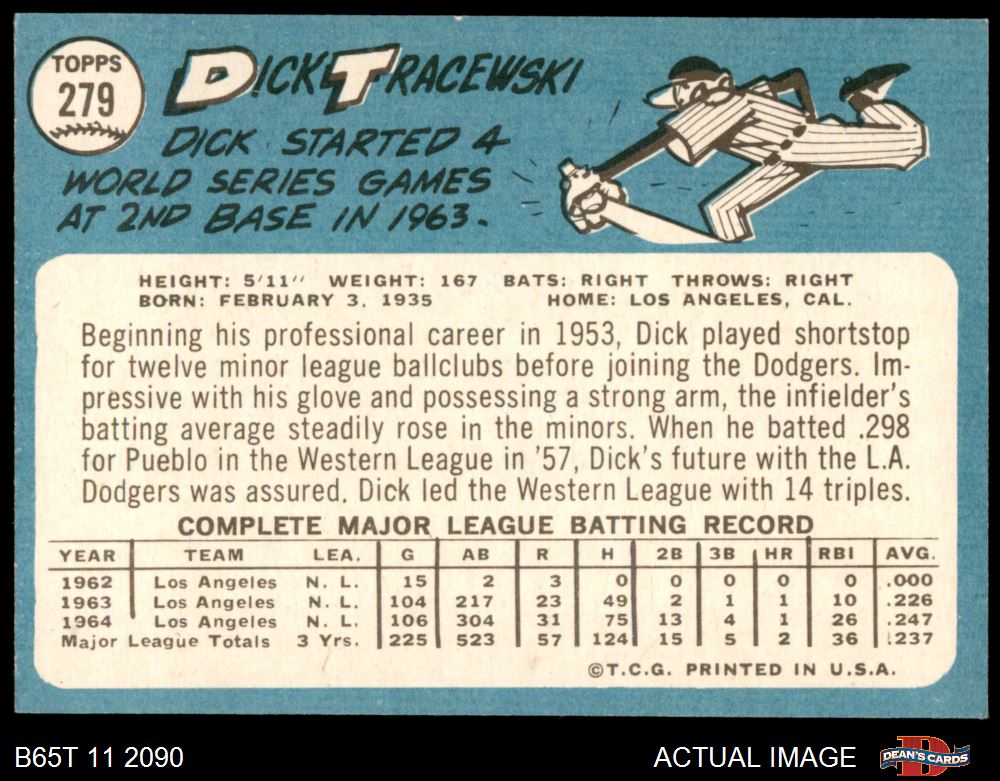 TOPPS
279
DICK TRACEWSKI
DICK STARTED 4
WORLD SERIES GAMES
AT 2ND BASE IN 1963.
HEIGHT: 5'11" WEIGHT: 167 BATS: RIGHT THROWS: RIGHT
BORN: FEBRUARY 3, 1935 HOME: LOS ANGELES, CAL.
Beginning his professional career in 1953, Dick played shortstop
for twelve minor league ballclubs before joining the Dodgers. Im-
pressive with his glove and possessing a strong arm, the infielder's
batting average steadily rose in the minors. When he batted .298
for Pueblo in the Western League in '57, Dick's future with the L.A.
Dodgers was assured. Dick led the Western League with 14 triples.
COMPLETE MAJOR LEAGUE BATTING RECORD
YEAR TEAM LEA. G AB R H 2B 3B HR RBI AVG.
1962 Los Angeles N. L. 15 2 3 0 0 0 0 0 .000
1963 Los Angeles N. L. 104 217 23 49 2 1 1 10 .226
1964 Los Angeles N. L. 106 304 31 75 13 4 1 26 .247
Major League Totals 3 Yrs. 225 523 57 124 15 5 2 36 .237
©T.C.G. PRINTED IN U.S.A.
B65T 11 2090 ACTUAL IMAGE DEAN'S CARDS